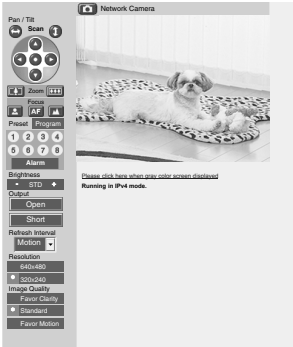 Network Camera
Pan / Tilt
Scan
Zoom
Focus
AF
Preset Program
1 2 3 4
5 6 7 8
Alarm
Brightness
- STD +
Output
Open
Short
Refresh Interval
Motion
Resolution
640x480
320x240
Image Quality
Favor Clarity
Standard
Favor Motion
Please click here when gray color screen displayed
Running in IPv4 mode.